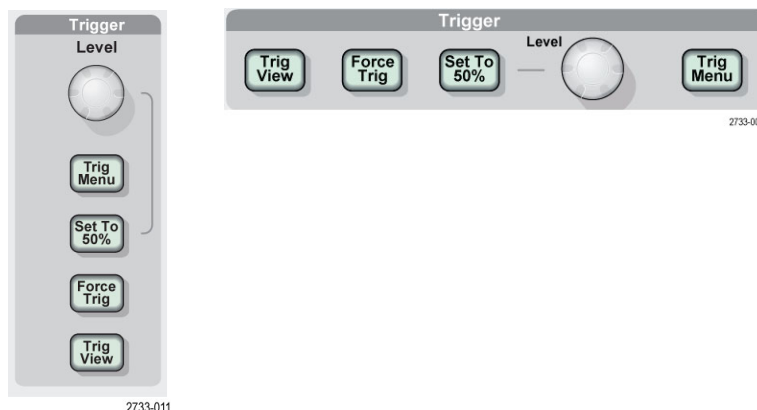 Trigger
Level
Trig
Menu
Set To
50%
Force
Trig
Trig
View
2733-011
Trigger
Trig
View
Force
Trig
Set To
50%
Level
Trig
Menu